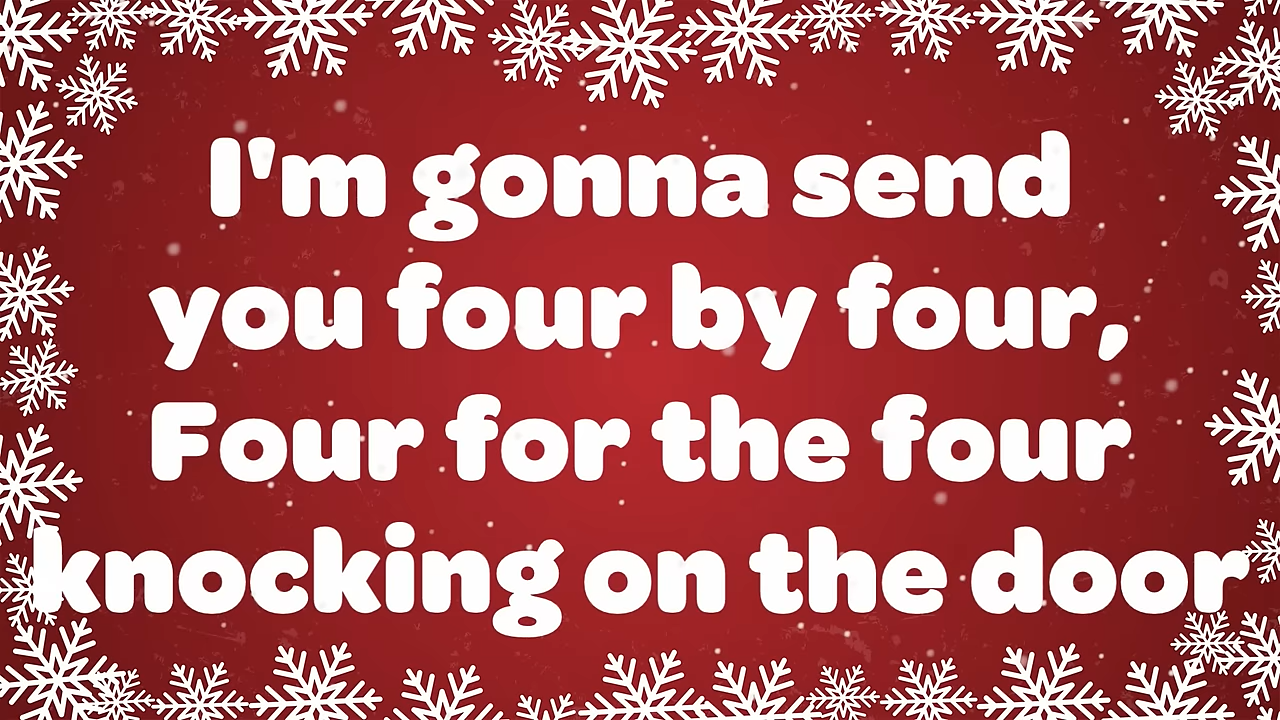 I'm gonna send
you four by four,
Four for the four
knocking on the door